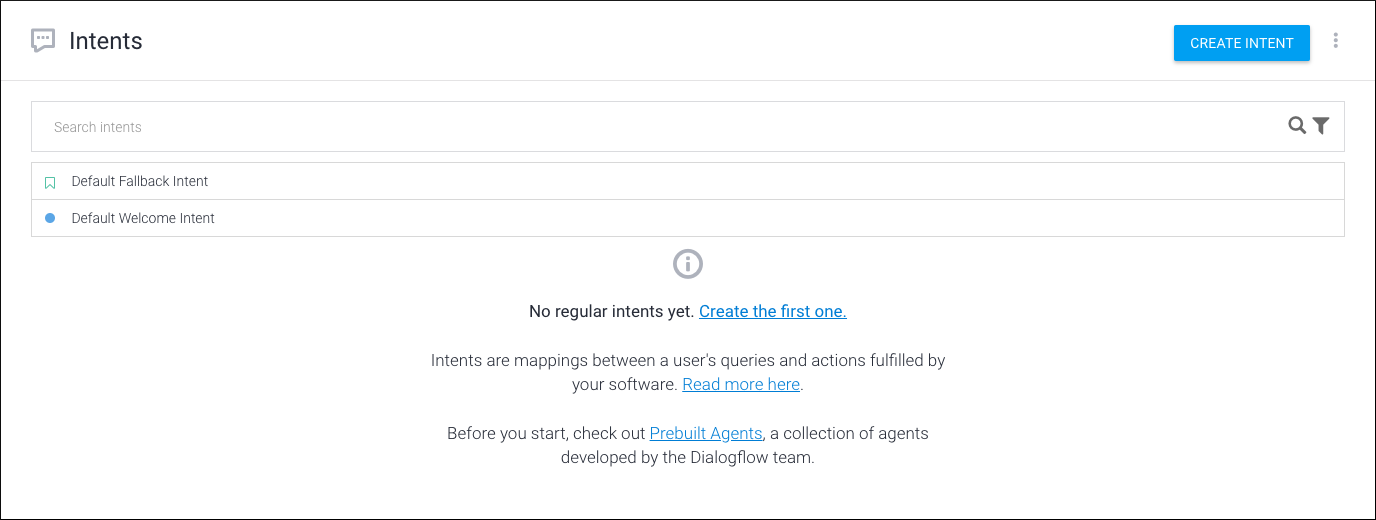 Intents
CREATE INTENT
Search intents
Default Fallback Intent
Default Welcome Intent
No regular intents yet. Create the first one.
Intents are mappings between a user's queries and actions fulfilled by
your software. Read more here.
Before you start, check out Prebuilt Agents, a collection of agents
developed by the Dialogflow team.